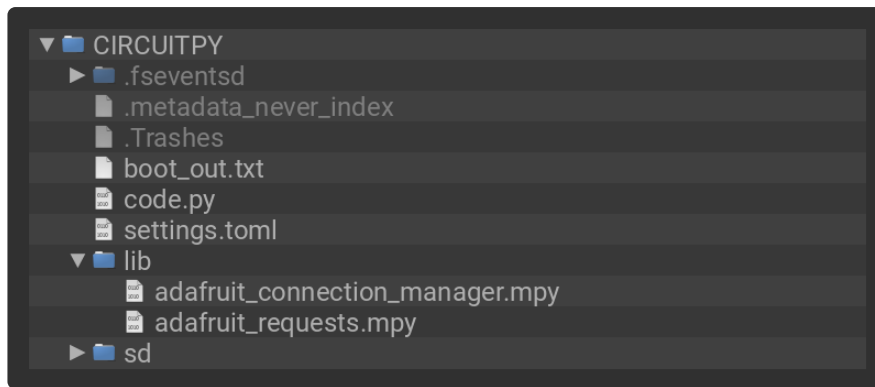 CIRCUITPY
.fseventsd
.metadata_never_index
.Trashes
boot_out.txt
code.py
settings.toml
lib
adafruit_connection_manager.mpy
adafruit_requests.mpy
sd